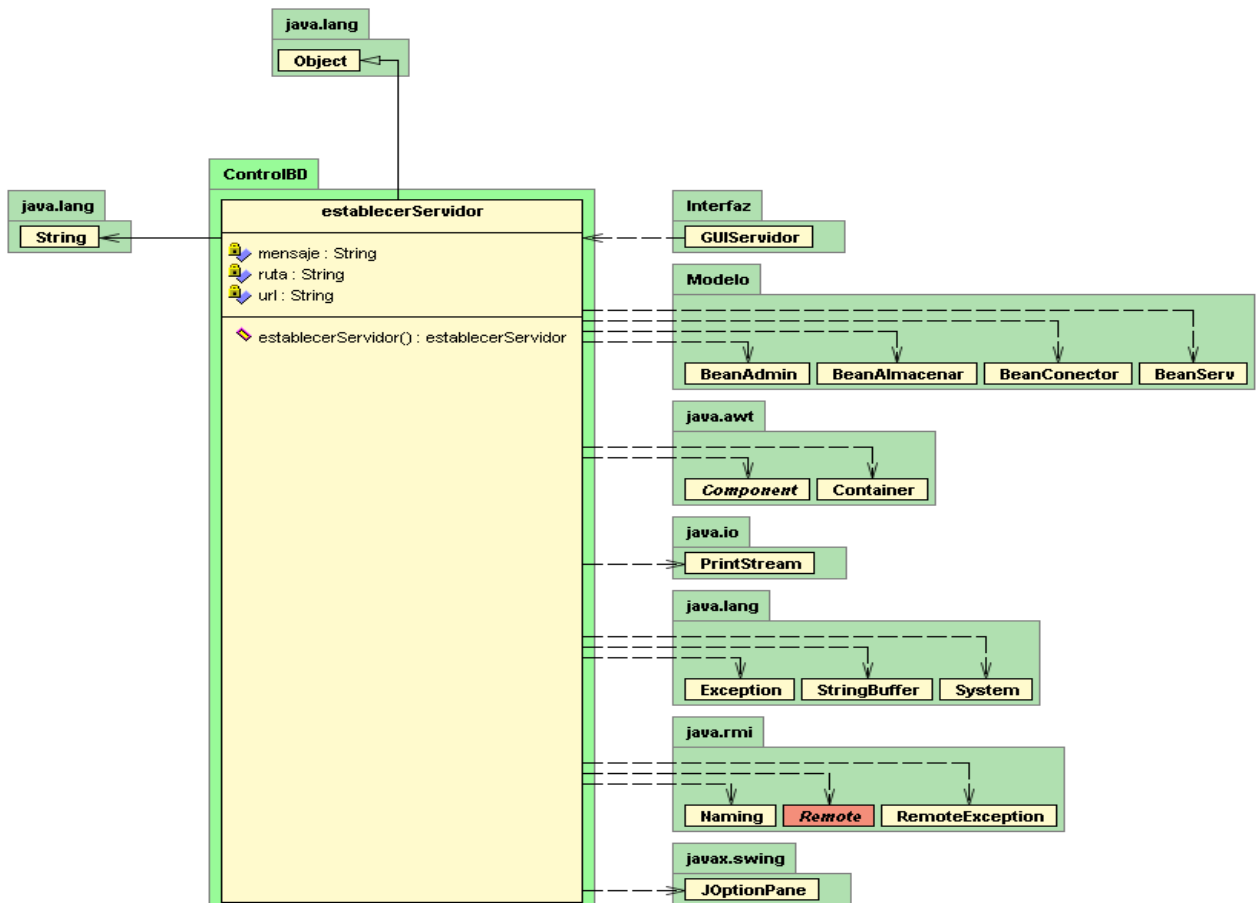 java.lang
Object
ControlBD
establecerServidor
mensaje : String
ruta : String
url : String
establecerServidor() : establecerServidor
java.lang
String
Interfaz
GUIServidor
Modelo
BeanAdmin BeanAlmacenar BeanConector BeanServ
java.awt
Component Container
java.io
PrintStream
java.lang
Exception StringBuffer System
java.rmi
Naming Remote RemoteException
javax.swing
JOptionPane